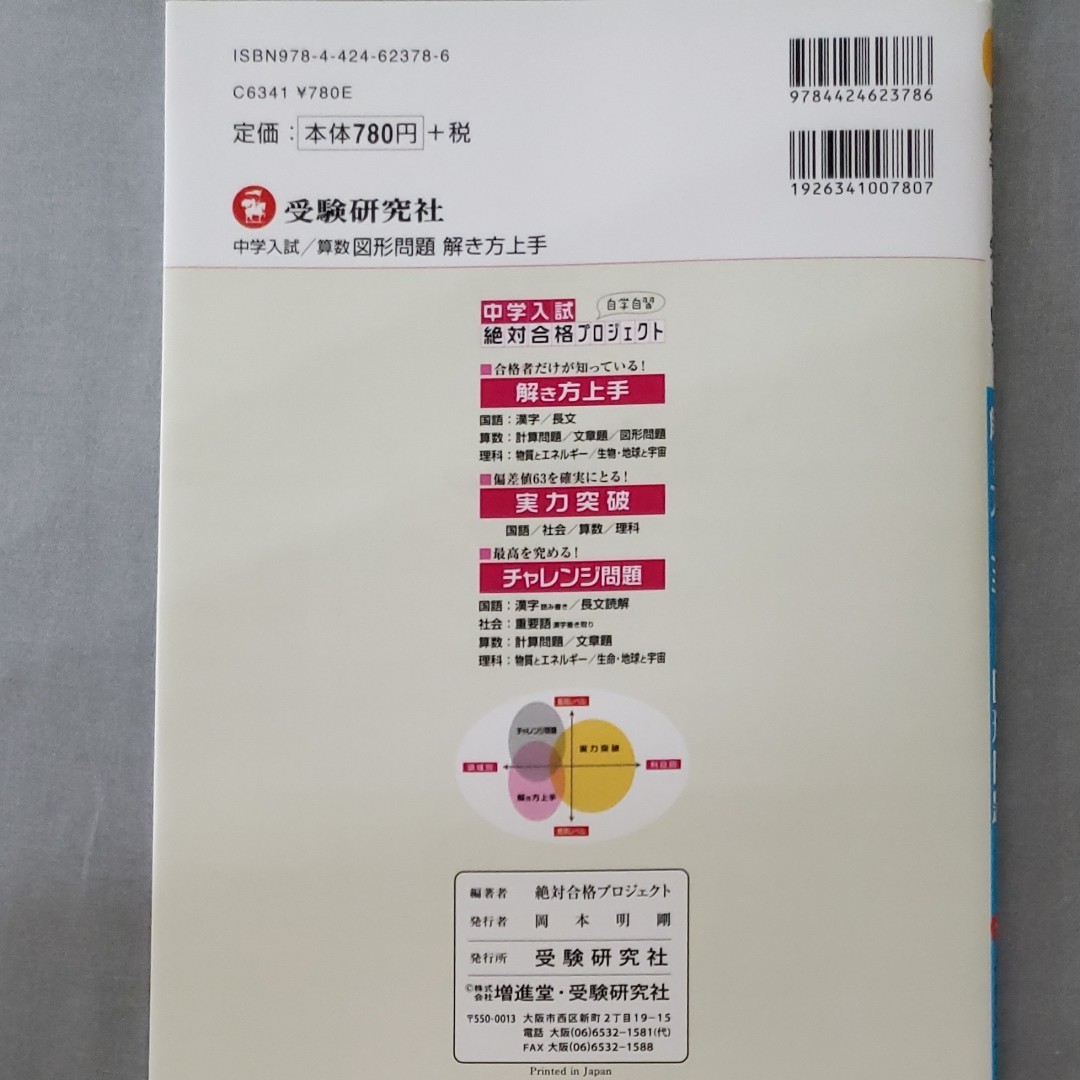 ISBN978-4-424-62378-6
C6341 ¥780E
定価：本体780円＋税
9784424623786
1926341007807
受験研究社
中学入試／算数図形問題 解き方上手
中学入試 自学自習
絶対合格プロジェクト
■合格者だけが知っている！
解き方上手
国語：漢字／長文
算数：計算問題／文章題／図形問題
理科：物質とエネルギー／生物・地球と宇宙
■偏差値63を確実にとる！
実力突破
国語／社会／算数／理科
■最高を究める！
チャレンジ問題
国語：漢字読み書き／長文読解
社会：重要語漢字書き取り
算数：計算問題／文章題
理科：物質とエネルギー／生命・地球と宇宙
チャレンジ問題
実力突破
領域別
科目別
解き方上手
編著者 絶対合格プロジェクト
発行者 岡本明剛
発行所 受験研究社
©株式会社 増進堂・受験研究社
〒550-0013 大阪市西区新町2丁目19-15
電話 大阪(06)6532-1581(代)
FAX 大阪(06)6532-1588
Printed in Japan